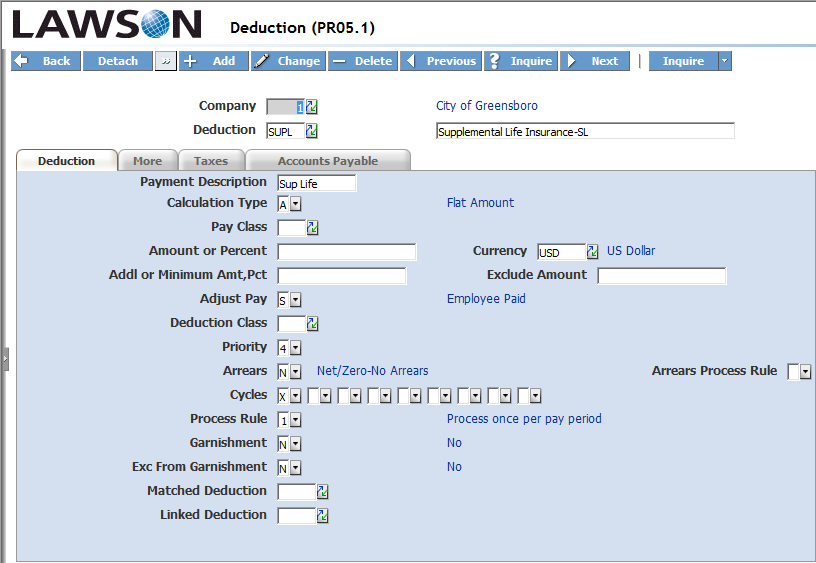 LAWSON Deduction (PR05.1)
Back Detach » + Add Change Delete Previous ? Inquire Next | Inquire
Company 1 City of Greensboro
Deduction SUPL Supplemental Life Insurance-SL
Deduction More Taxes Accounts Payable
Payment Description Sup Life
Calculation Type A Flat Amount
Pay Class
Amount or Percent Currency USD US Dollar
Addl or Minimum Amt,Pct Exclude Amount
Adjust Pay S Employee Paid
Deduction Class
Priority 4
Arrears N Net/Zero-No Arrears Arrears Process Rule
Cycles X
Process Rule 1 Process once per pay period
Garnishment N No
Exc From Garnishment N No
Matched Deduction
Linked Deduction